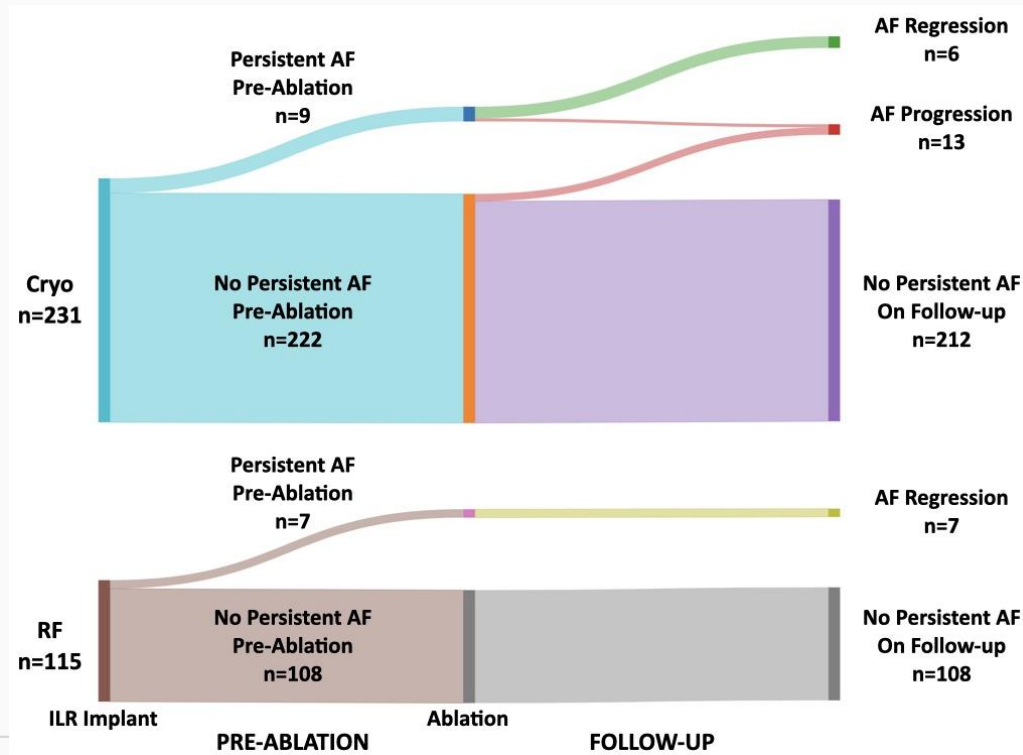 Persistent AF
Pre-Ablation
n=9
AF Regression
n=6
AF Progression
n=13
Cryo
n=231
No Persistent AF
Pre-Ablation
n=222
No Persistent AF
On Follow-up
n=212
Persistent AF
Pre-Ablation
n=7
AF Regression
n=7
RF
n=115
No Persistent AF
Pre-Ablation
n=108
No Persistent AF
On Follow-up
n=108
ILR Implant
Ablation
PRE-ABLATION
FOLLOW-UP